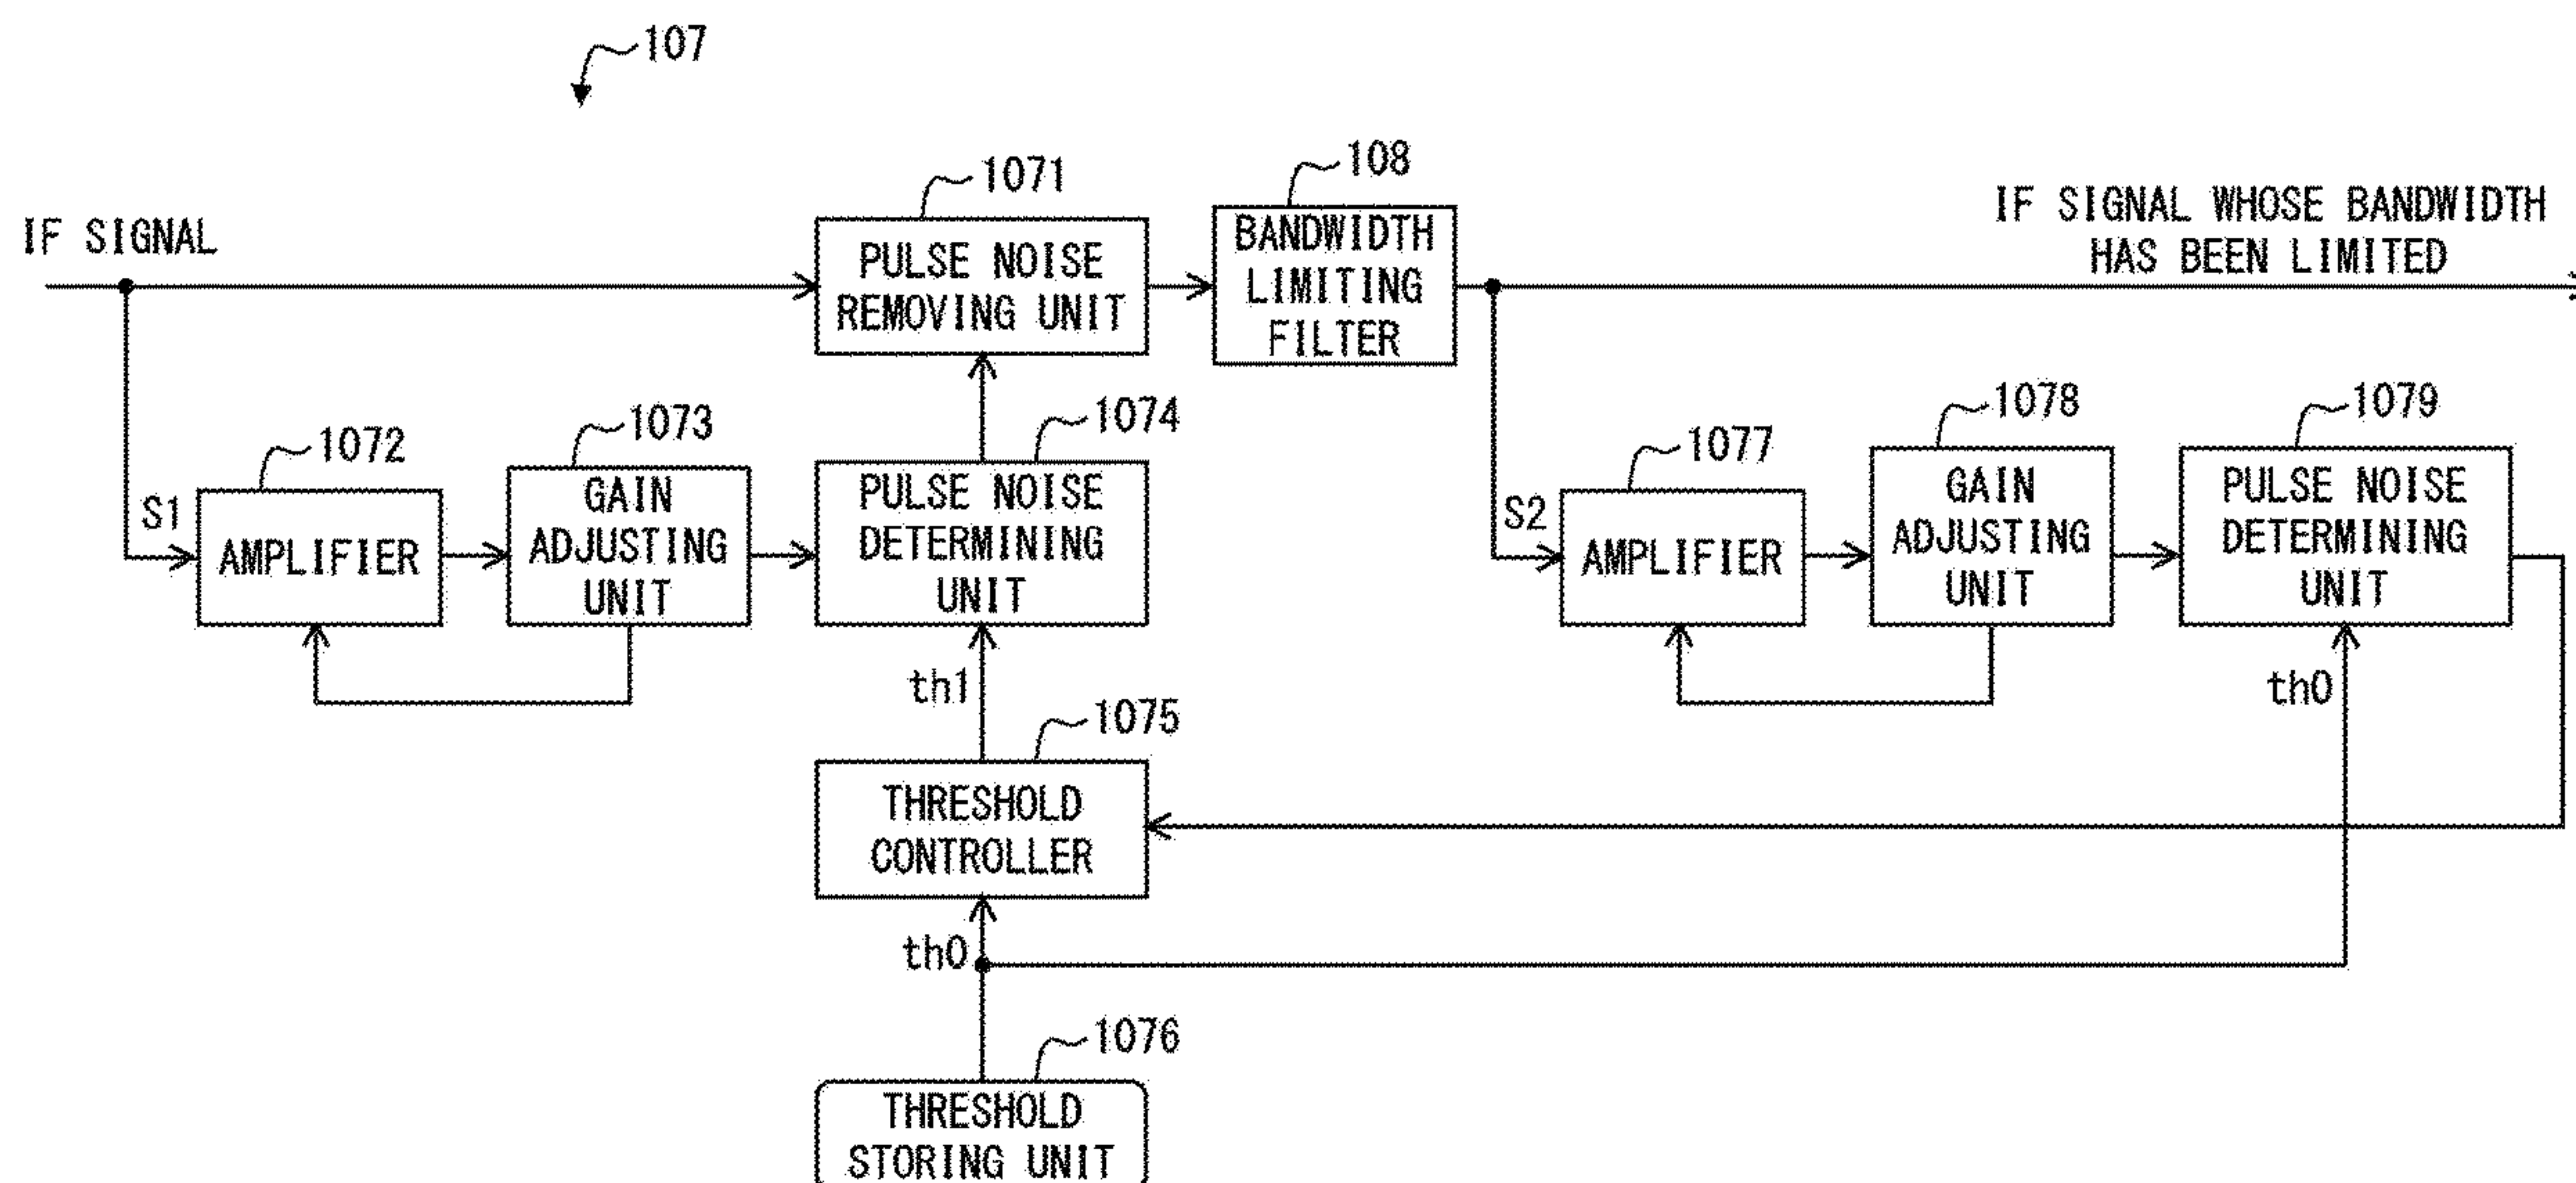 107
IF SIGNAL
1071
PULSE NOISE
REMOVING UNIT
108
BANDWIDTH
LIMITING
FILTER
IF SIGNAL WHOSE BANDWIDTH
HAS BEEN LIMITED
S1
1072
AMPLIFIER
1073
GAIN
ADJUSTING
UNIT
1074
PULSE NOISE
DETERMINING
UNIT
S2
1077
AMPLIFIER
1078
GAIN
ADJUSTING
UNIT
1079
PULSE NOISE
DETERMINING
UNIT
th1
th0
1075
THRESHOLD
CONTROLLER
th0
1076
THRESHOLD
STORING UNIT